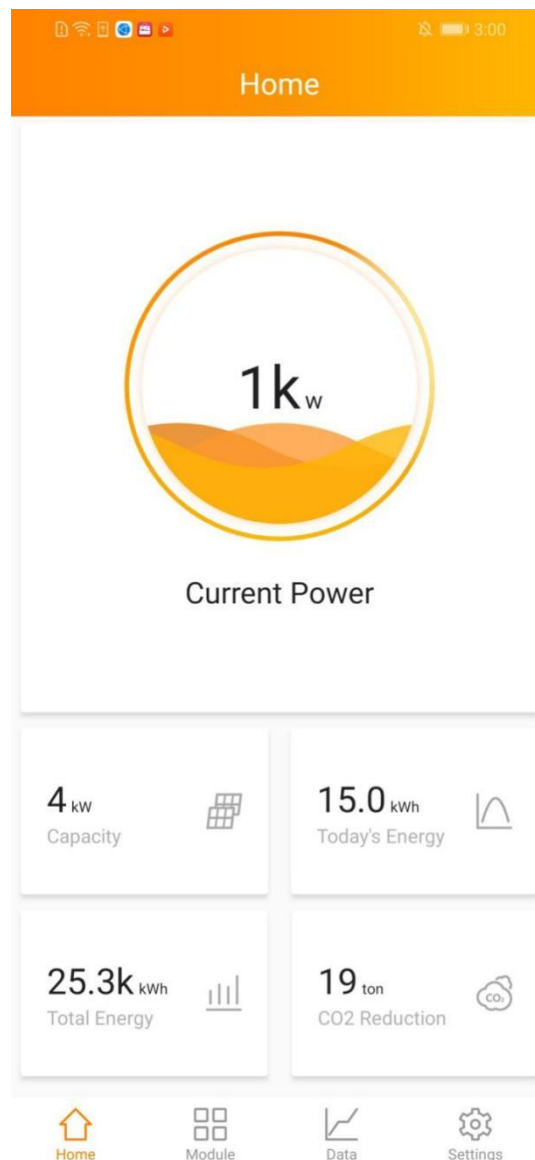 3:00
Home
1kw
Current Power
4 kW
Capacity
15.0 kWh
Today's Energy
25.3k kWh
Total Energy
19 ton
CO2 Reduction
CO₂
Home
Module
Data
Settings